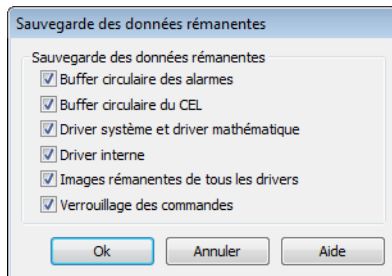 Sauvegarde des données rémanentes
Sauvegarde des données rémanentes
Buffer circulaire des alarmes
Buffer circulaire du CEL
Driver système et driver mathématique
Driver interne
Images rémanentes de tous les drivers
Verrouillage des commandes
Ok Annuler Aide